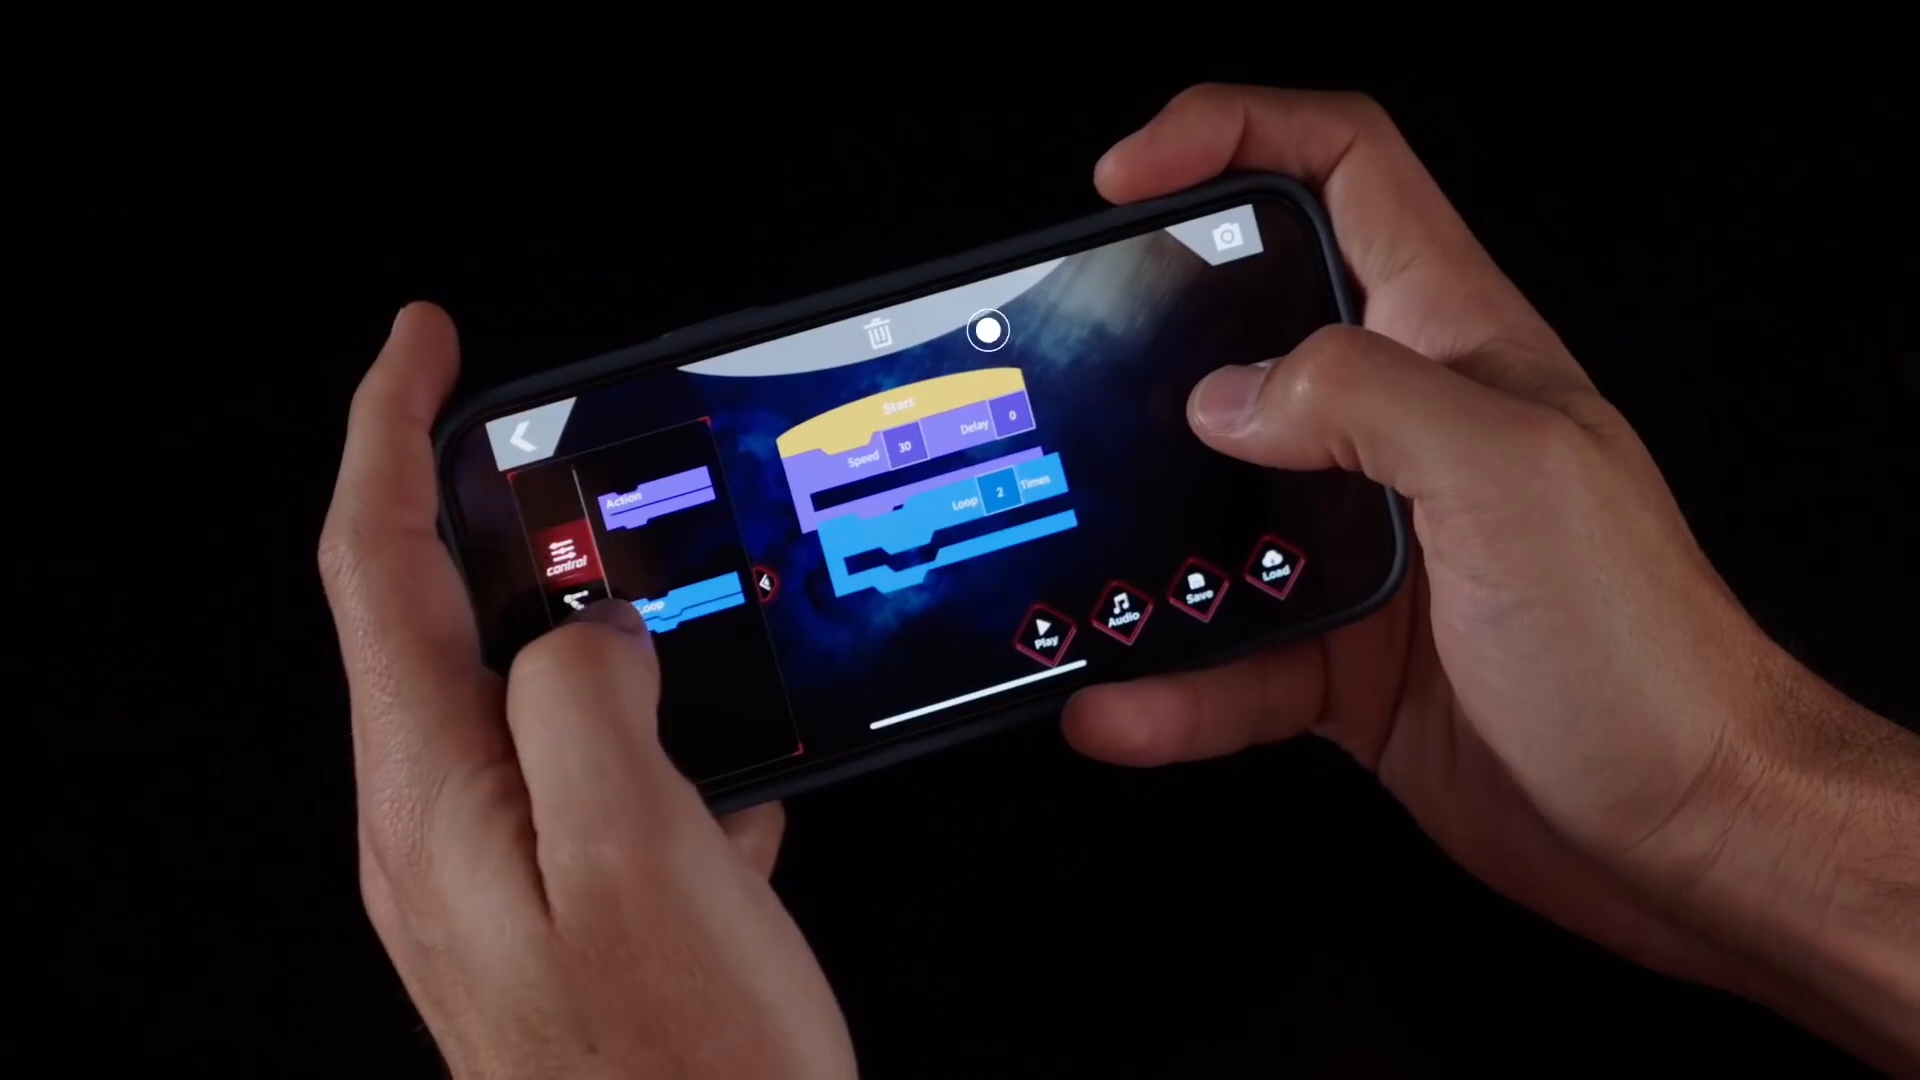 Start
Speed 30 Delay 0
Loop 2 Times
Action
control
Loop
Play
Audio
Save
Load